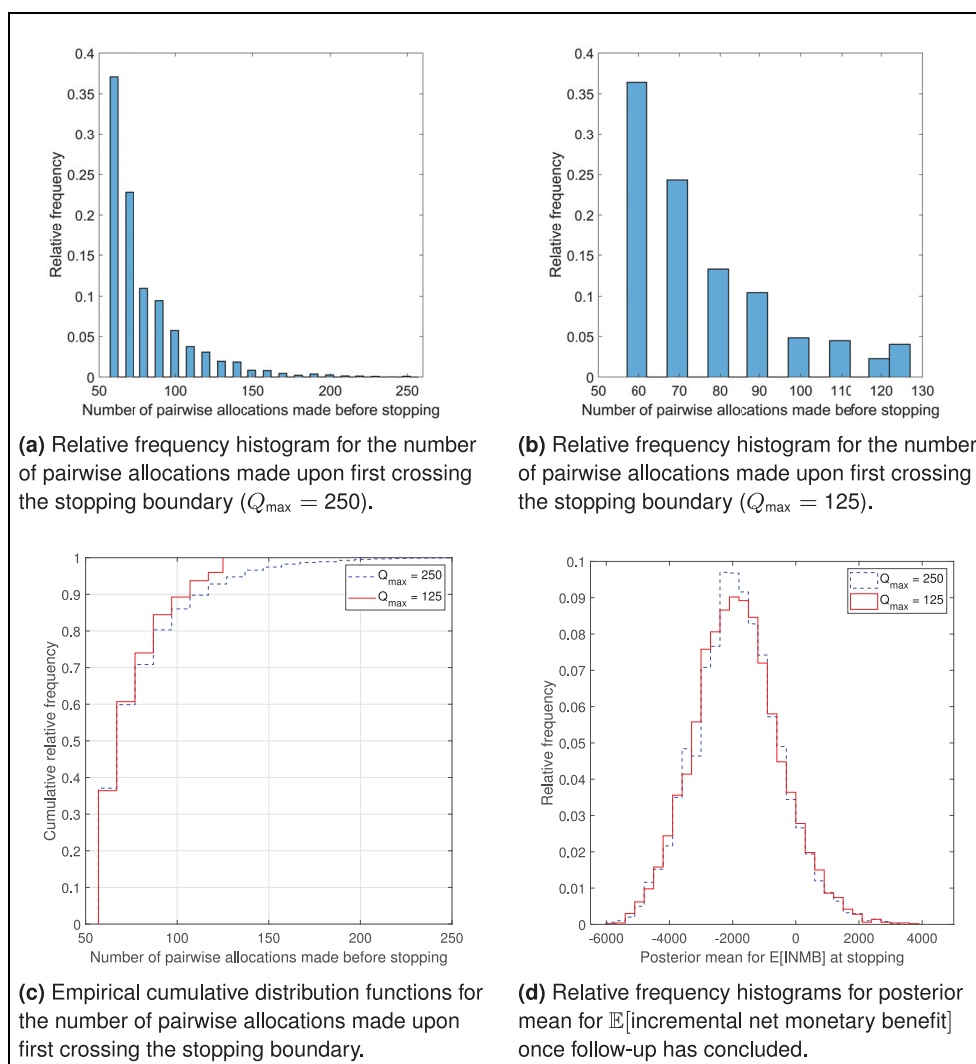 0.4
0.35
0.3
0.25
0.2
0.15
0.1
0.05
0
Relative frequency
50 100 150 200 250
Number of pairwise allocations made before stopping
(a) Relative frequency histogram for the number
of pairwise allocations made upon first crossing
the stopping boundary (Qmax = 250).
0.4
0.35
0.3
0.25
0.2
0.15
0.1
0.05
0
Relative frequency
50 60 70 80 90 100 110 120 130
Number of pairwise allocations made before stopping
(b) Relative frequency histogram for the number
of pairwise allocations made upon first crossing
the stopping boundary (Qmax = 125).
1
0.9
0.8
0.7
0.6
0.5
0.4
0.3
0.2
0.1
0
Cumulative relative frequency
Qmax = 250
Qmax = 125
50 100 150 200 250
Number of pairwise allocations made before stopping
(c) Empirical cumulative distribution functions for
the number of pairwise allocations made upon
first crossing the stopping boundary.
0.1
0.09
0.08
0.07
0.06
0.05
0.04
0.03
0.02
0.01
0
Relative frequency
Qmax = 250
Qmax = 125
-6000 -4000 -2000 0 2000 4000
Posterior mean for E[INMB] at stopping
(d) Relative frequency histograms for posterior
mean for 𝔼[incremental net monetary benefit]
once follow-up has concluded.